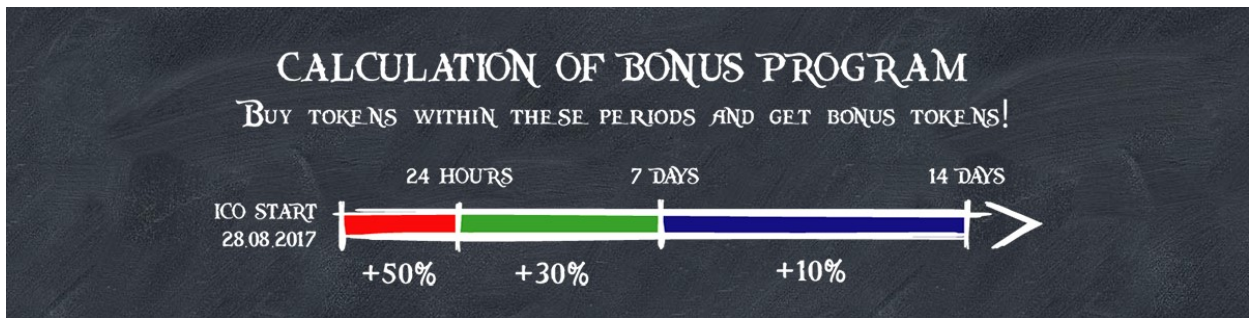 CALCULATION OF BONUS PROGRAM
BUY TOKENS WITHIN THESE PERIODS AND GET BONUS TOKENS!
24 HOURS 7 DAYS 14 DAYS
ICO START
28.08.2017
+50% +30% +10%